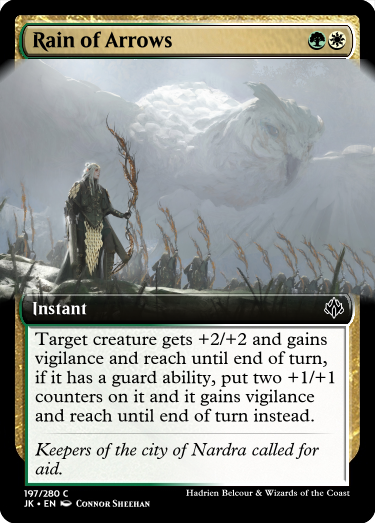 Rain of Arrows
Instant
Target creature gets +2/+2 and gains
vigilance and reach until end of turn,
if it has a guard ability, put two +1/+1
counters on it and it gains vigilance
and reach until end of turn instead.
Keepers of the city of Nardra called for
aid.
197/280 C
JK • EN Connor Sheehan
Hadrien Belcour & Wizards of the Coast